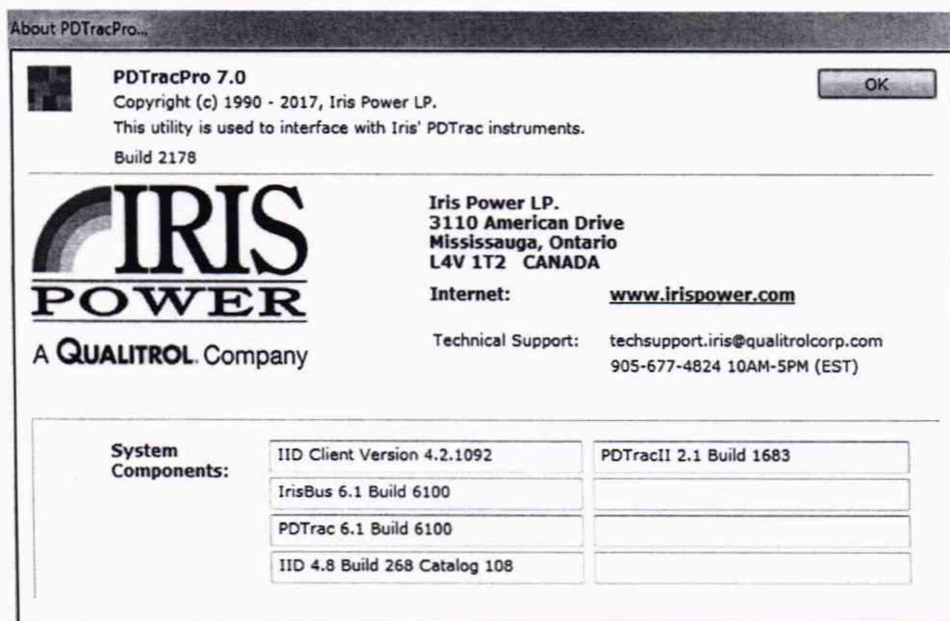 About PDTracPro...
PDTracPro 7.0
OK
Copyright (c) 1990 - 2017, Iris Power LP.
This utility is used to interface with Iris' PDTrac instruments.
Build 2178
IRIS
POWER
A QUALITROL Company
Iris Power LP.
3110 American Drive
Mississauga, Ontario
L4V 1T2 CANADA
Internet: www.irispower.com
Technical Support: techsupport.iris@qualitrolcorp.com
905-677-4824 10AM-5PM (EST)
System
Components:
IID Client Version 4.2.1092
PDTracII 2.1 Build 1683
IrisBus 6.1 Build 6100
PDTrac 6.1 Build 6100
IID 4.8 Build 268 Catalog 108